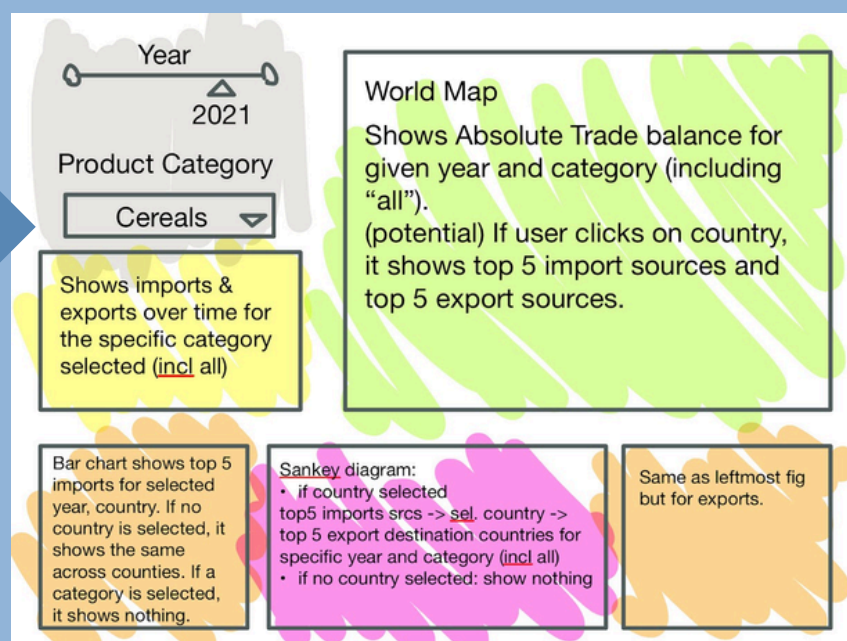 Year
2021
Product Category
Cereals
World Map
Shows Absolute Trade balance for
given year and category (including
“all”).
(potential) If user clicks on country,
it shows top 5 import sources and
top 5 export sources.
Shows imports &
exports over time for
the specific category
selected (incl all)
Bar chart shows top 5
imports for selected
year, country. If no
country is selected, it
shows the same
across counties. If a
category is selected,
it shows nothing.
Sankey diagram:
• if country selected
top5 imports srcs -> sel. country ->
top 5 export destination countries for
specific year and category (incl all)
• if no country selected: show nothing
Same as leftmost fig
but for exports.